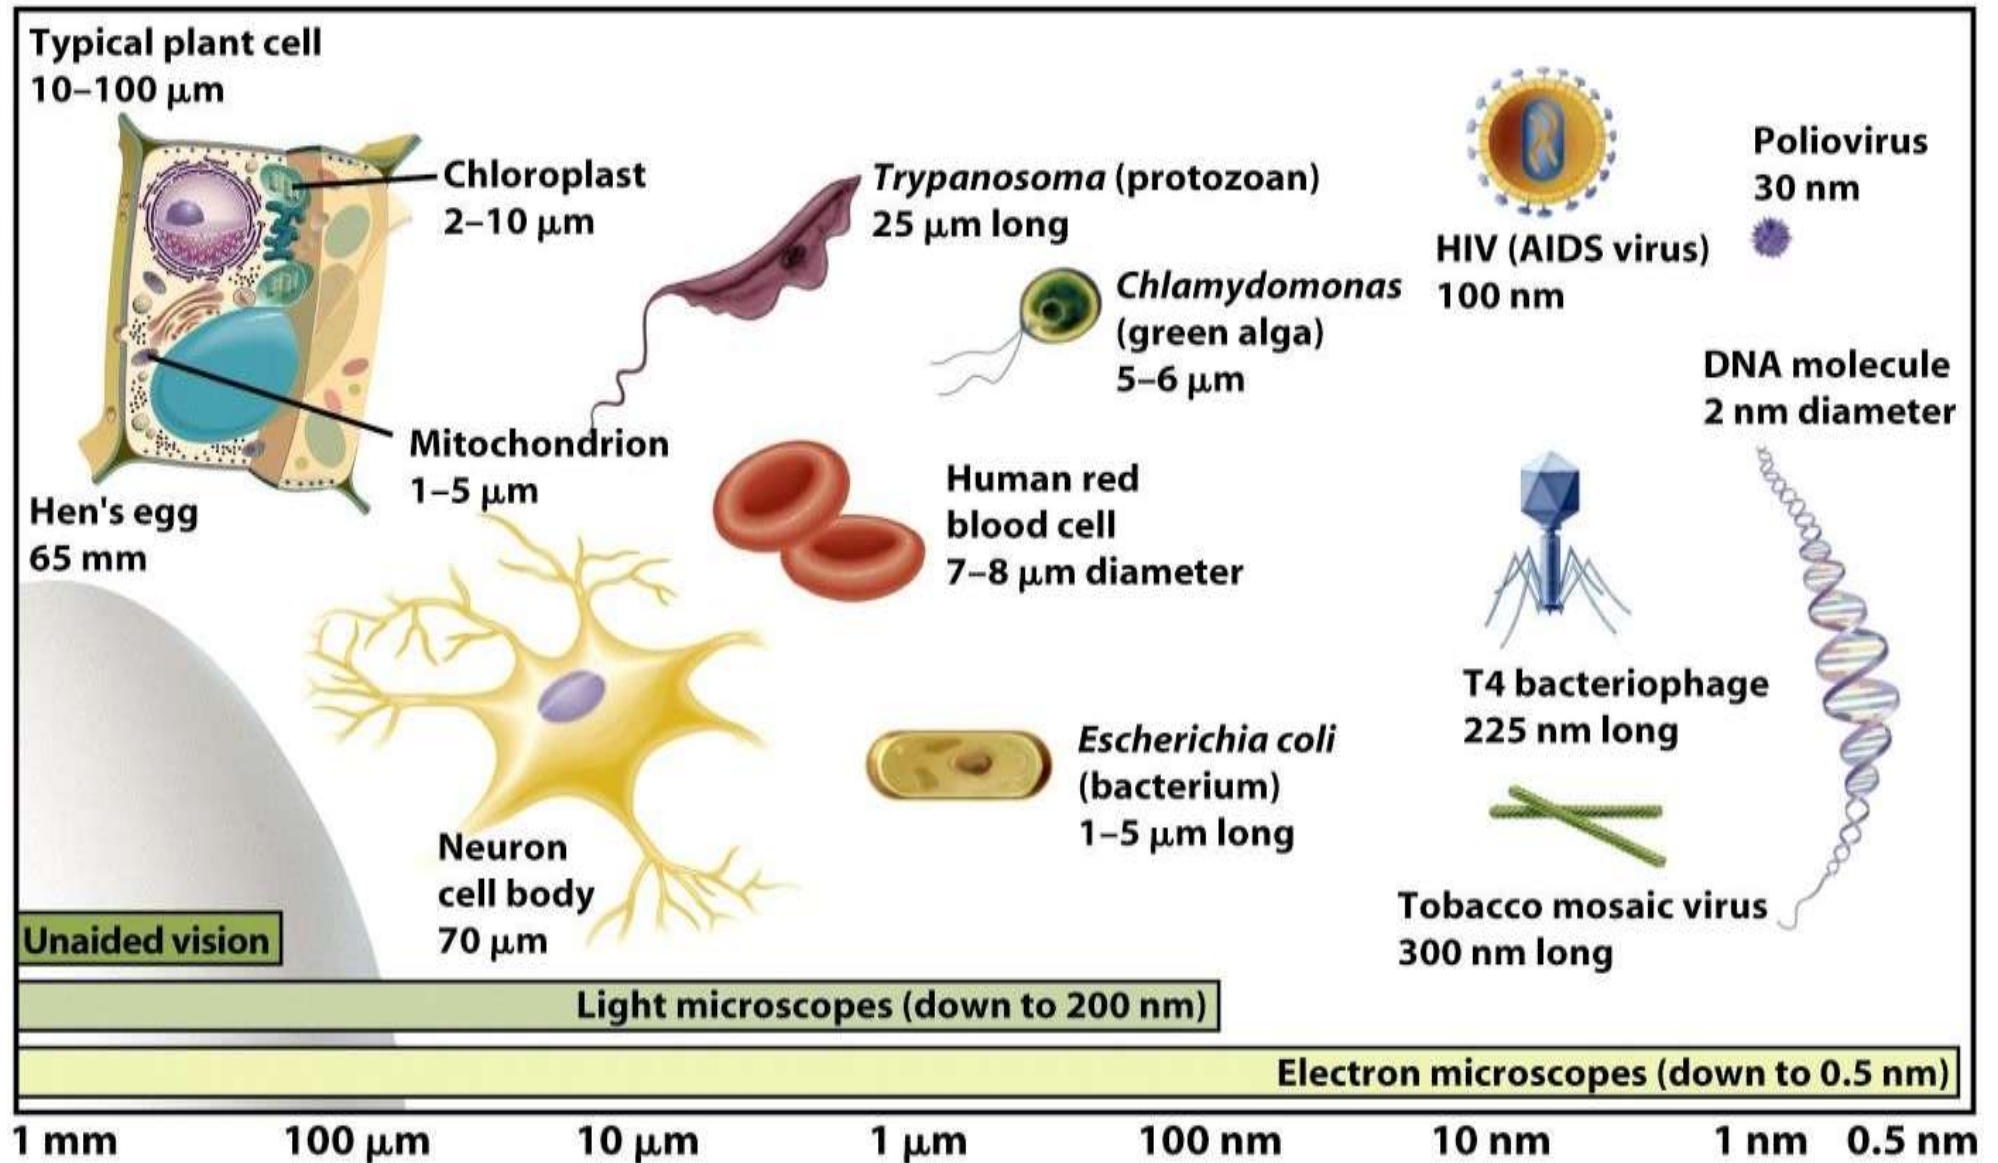 Typical plant cell
10–100 μm
Chloroplast
2–10 μm
Mitochondrion
1–5 μm
Hen's egg
65 mm
Trypanosoma (protozoan)
25 μm long
Chlamydomonas
(green alga)
5–6 μm
Human red
blood cell
7–8 μm diameter
Neuron
cell body
70 μm
Escherichia coli
(bacterium)
1–5 μm long
HIV (AIDS virus)
100 nm
Poliovirus
30 nm
DNA molecule
2 nm diameter
T4 bacteriophage
225 nm long
Tobacco mosaic virus
300 nm long
Unaided vision
Light microscopes (down to 200 nm)
Electron microscopes (down to 0.5 nm)
1 mm 100 μm 10 μm 1 μm 100 nm 10 nm 1 nm 0.5 nm